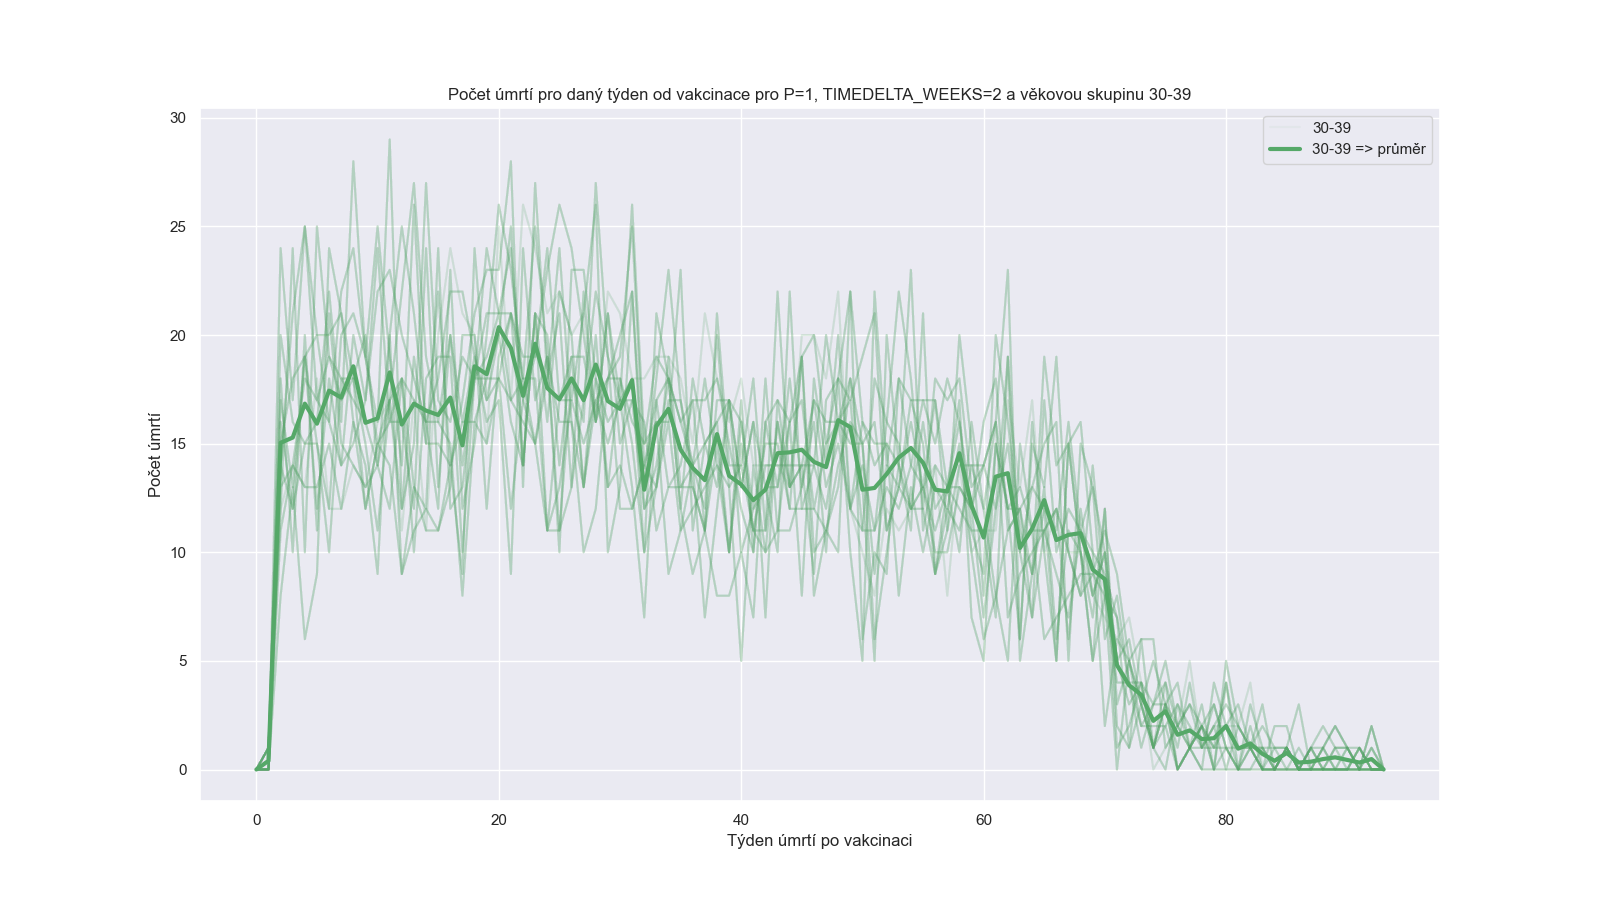 Počet úmrtí pro daný týden od vakcinace pro P=1, TIMEDELTA_WEEKS=2 a věkovou skupinu 30-39
30-39
30-39 => průměr
Počet úmrtí
30
25
20
15
10
5
0
0 20 40 60 80
Týden úmrtí po vakcinaci